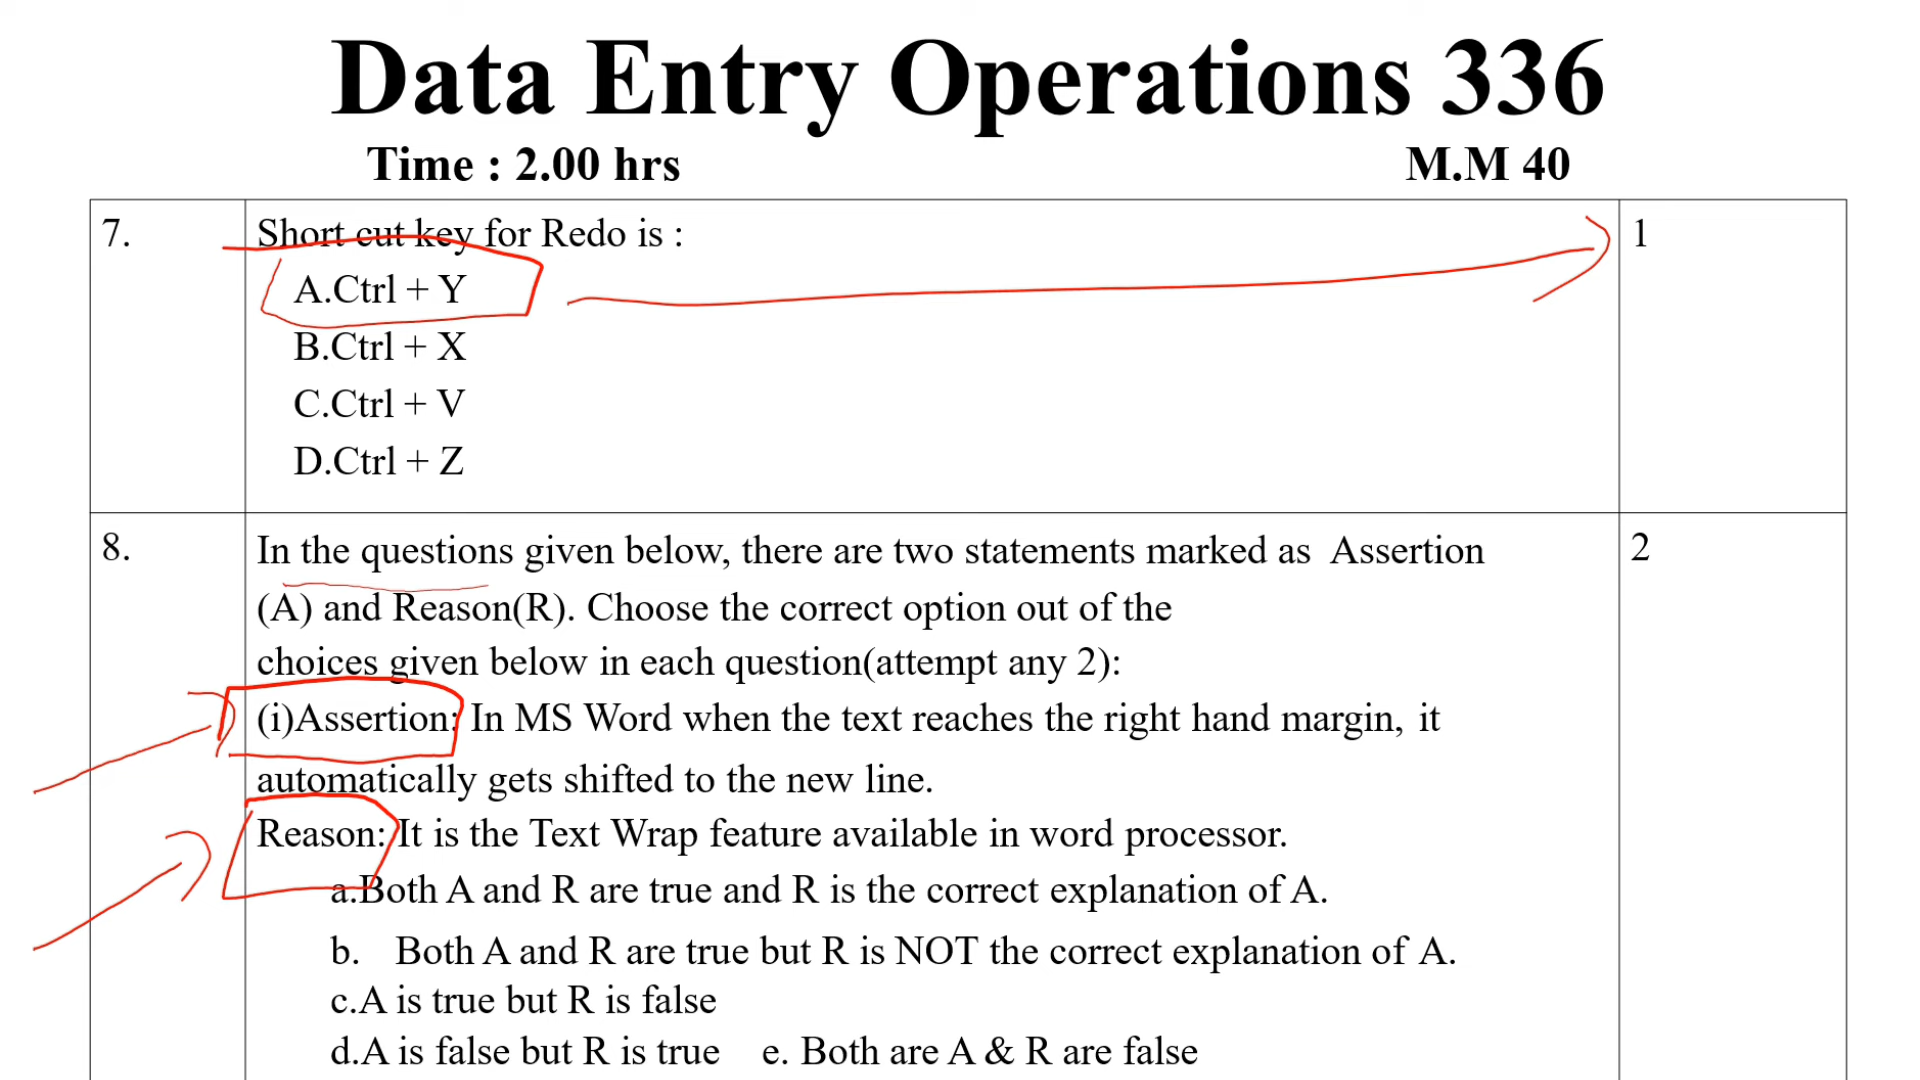 Data Entry Operations 336
Time : 2.00 hrs M.M 40
7. Short cut key for Redo is : 1
A.Ctrl + Y
B.Ctrl + X
C.Ctrl + V
D.Ctrl + Z
8. In the questions given below, there are two statements marked as Assertion 2
(A) and Reason(R). Choose the correct option out of the
choices given below in each question(attempt any 2):
(i)Assertion: In MS Word when the text reaches the right hand margin, it
automatically gets shifted to the new line.
Reason: It is the Text Wrap feature available in word processor.
a.Both A and R are true and R is the correct explanation of A.
b. Both A and R are true but R is NOT the correct explanation of A.
c.A is true but R is false
d.A is false but R is true e. Both are A & R are false